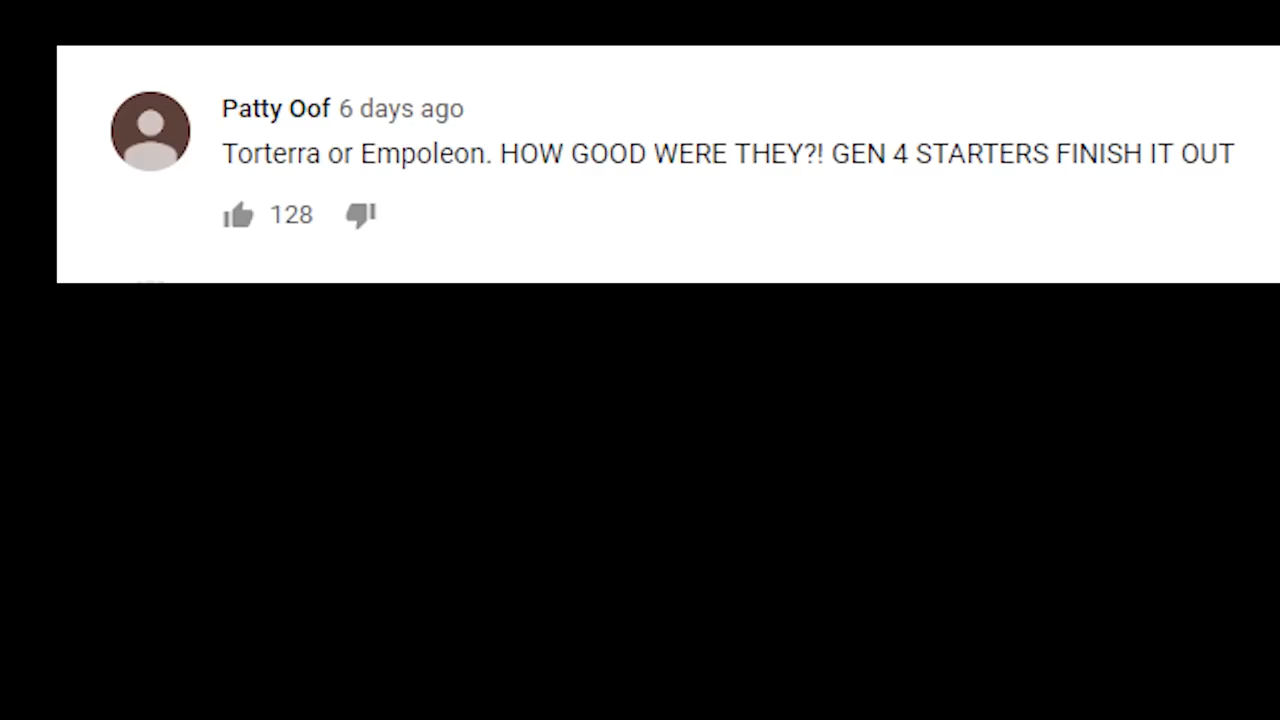 Patty Oof 6 days ago
Torterra or Empoleon. HOW GOOD WERE THEY?! GEN 4 STARTERS FINISH IT OUT
128